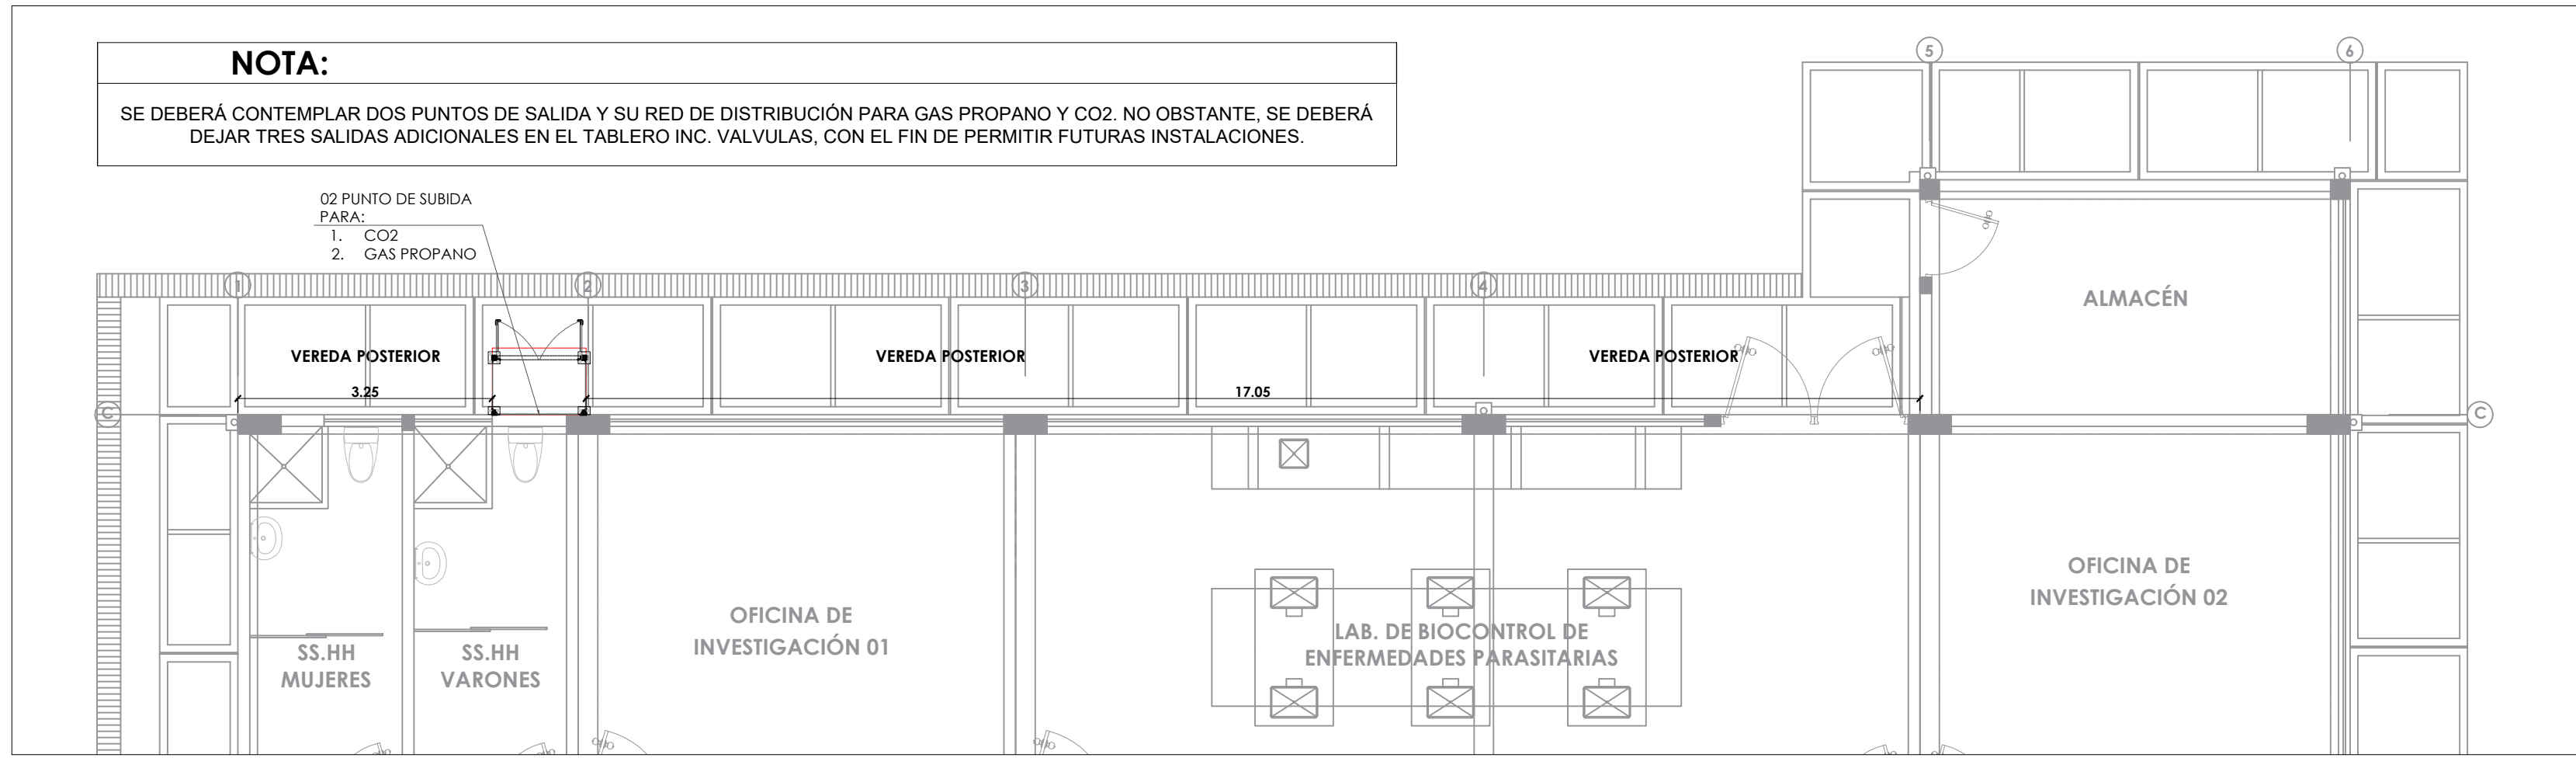 NOTA:
SE DEBERÁ CONTEMPLAR DOS PUNTOS DE SALIDA Y SU RED DE DISTRIBUCIÓN PARA GAS PROPANO Y CO2. NO OBSTANTE, SE DEBERÁ
DEJAR TRES SALIDAS ADICIONALES EN EL TABLERO INC. VALVULAS, CON EL FIN DE PERMITIR FUTURAS INSTALACIONES.
5
6
02 PUNTO DE SUBIDA
PARA:
1. CO2
2. GAS PROPANO
1
2
3
4
ALMACÉN
VEREDA POSTERIOR
VEREDA POSTERIOR
VEREDA POSTERIOR
3.25
17.05
C
C
OFICINA DE
INVESTIGACIÓN 01
LAB. DE BIOCONTROL DE
ENFERMEDADES PARASITARIAS
OFICINA DE
INVESTIGACIÓN 02
SS.HH
MUJERES
SS.HH
VARONES